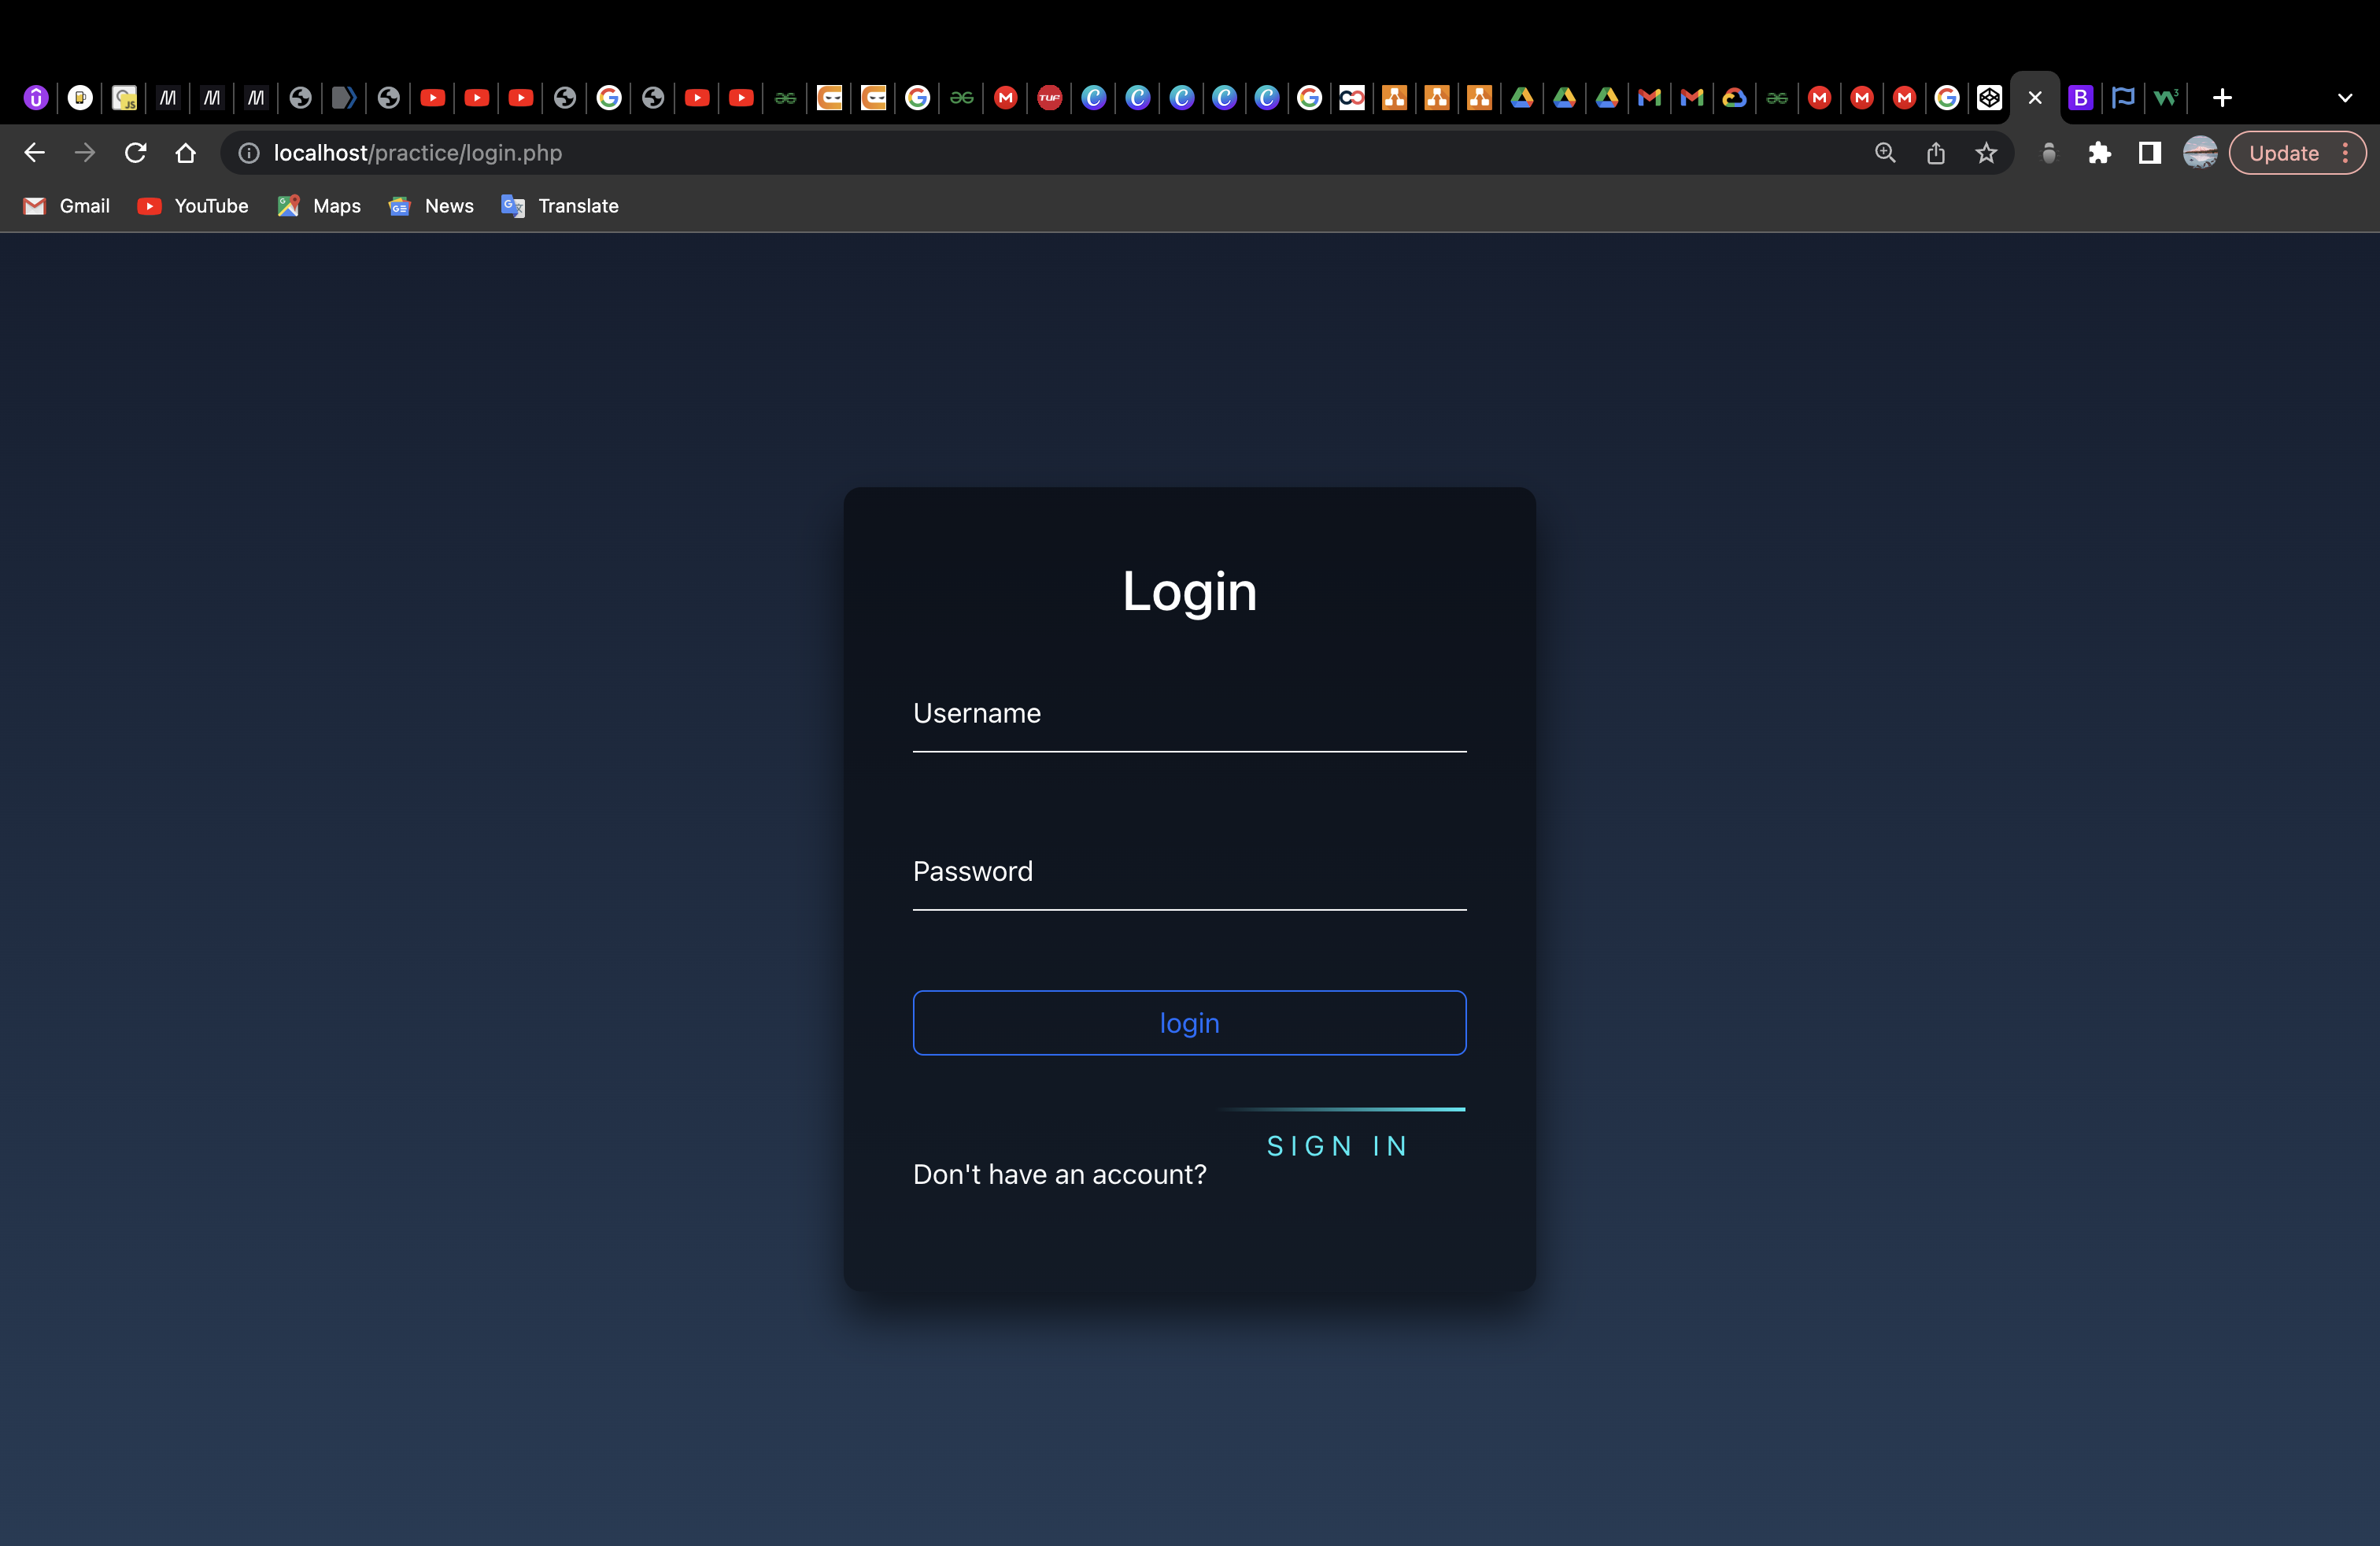 localhost/practice/login.php
Update
Gmail YouTube Maps News Translate
Login
Username
Password
login
SIGN IN
Don't have an account?